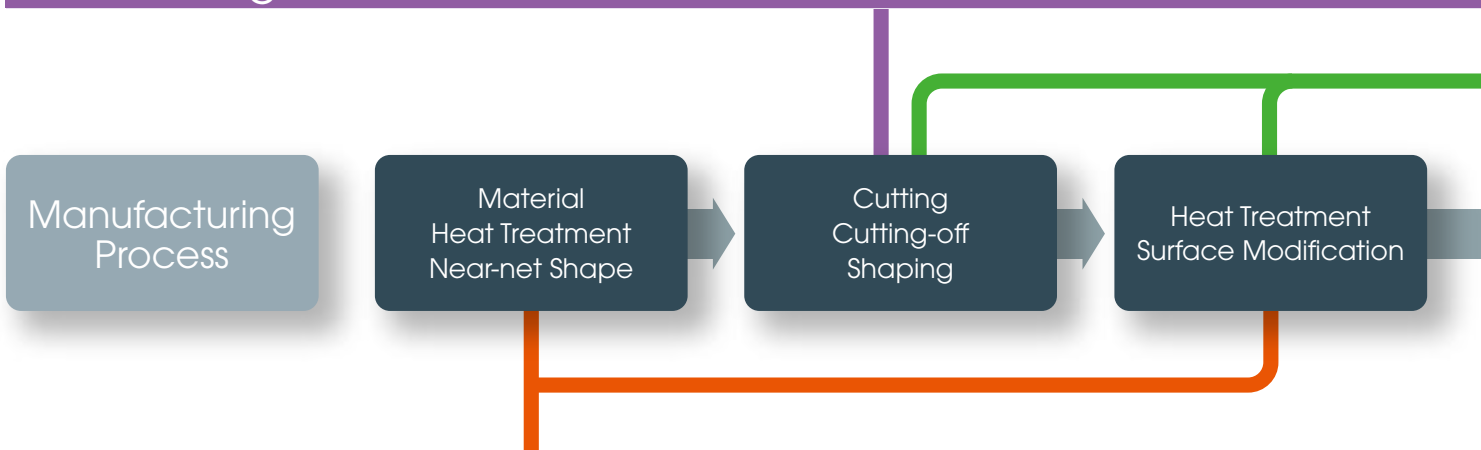 Manufacturing
Process
Material
Heat Treatment
Near-net Shape
Cutting
Cutting-off
Shaping
Heat Treatment
Surface Modification